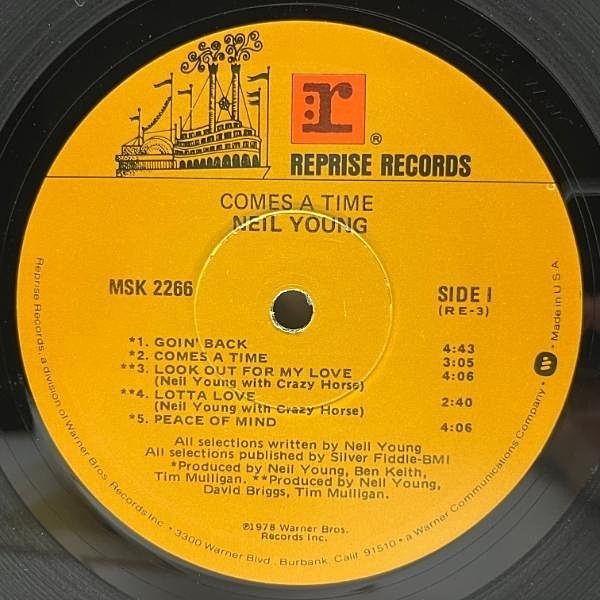 :r
®
REPRISE RECORDS
COMES A TIME
NEIL YOUNG
MSK 2266
SIDE 1
(RE-3)
*1. GOIN' BACK 4:43
*2. COMES A TIME 3:05
**3. LOOK OUT FOR MY LOVE 4:06
(Neil Young with Crazy Horse)
**4. LOTTA LOVE 2:40
(Neil Young with Crazy Horse)
*5. PEACE OF MIND 4:06
All selections written by Neil Young
All selections published by Silver Fiddle-BMI
*Produced by Neil Young, Ben Keith,
Tim Mulligan. **Produced by Neil Young,
David Briggs, Tim Mulligan.
℗1978 Warner Bros.
Records Inc.
Reprise Records, a division of Warner Bros. Records Inc. • 3300 Warner Blvd., Burbank, Calif. 91510 • a Warner Communications Company • Made in U.S.A.